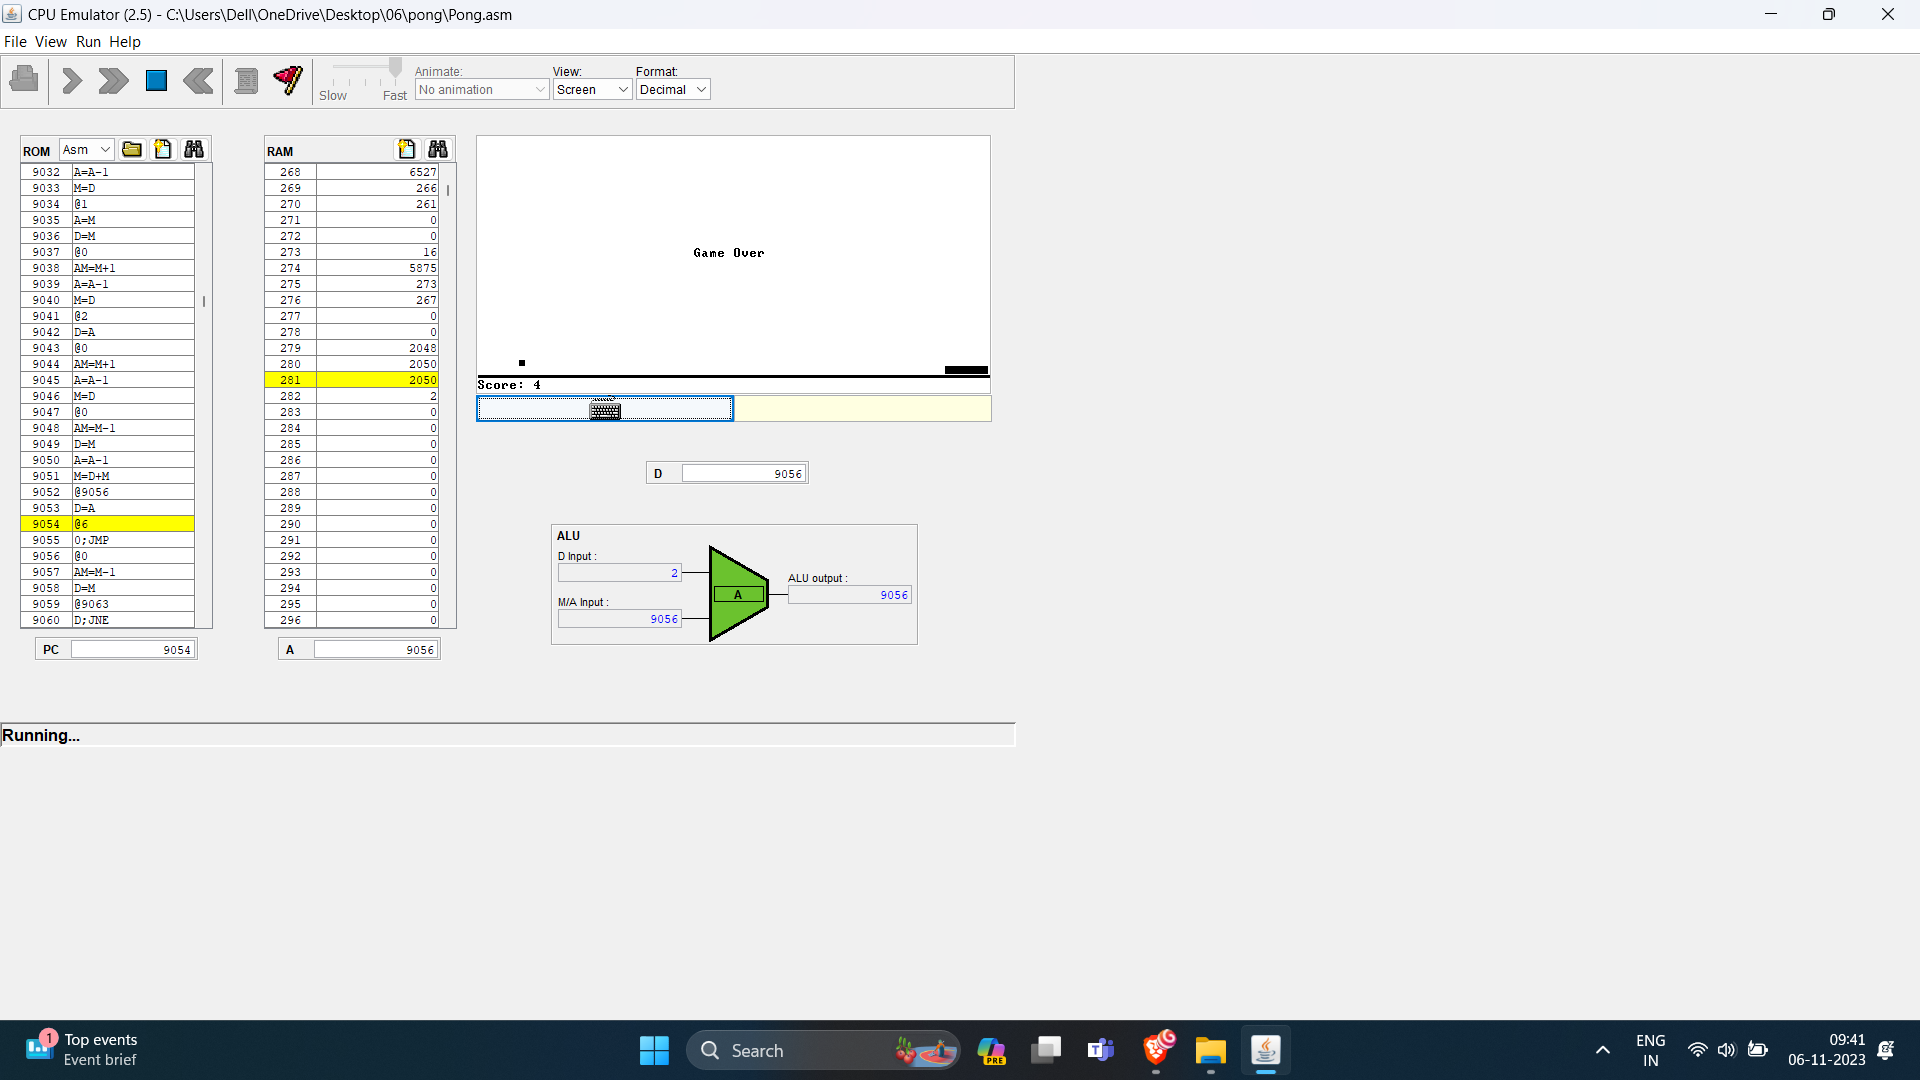 CPU Emulator (2.5) - C:\Users\Dell\OneDrive\Desktop\06\pong\Pong.asm
File View Run Help
Slow Fast
Animate:
No animation
View:
Screen
Format:
Decimal
ROM Asm
9032 A=A-1
9033 M=D
9034 @1
9035 A=M
9036 D=M
9037 @0
9038 AM=M+1
9039 A=A-1
9040 M=D
9041 @2
9042 D=A
9043 @0
9044 AM=M+1
9045 A=A-1
9046 M=D
9047 @0
9048 AM=M-1
9049 D=M
9050 A=A-1
9051 M=D+M
9052 @9056
9053 D=A
9054 @6
9055 0;JMP
9056 @0
9057 AM=M-1
9058 D=M
9059 @9063
9060 D;JNE
PC 9054
RAM
268 6527
269 266
270 261
271 0
272 0
273 16
274 5875
275 273
276 267
277 0
278 0
279 2048
280 2050
281 2050
282 2
283 0
284 0
285 0
286 0
287 0
288 0
289 0
290 0
291 0
292 0
293 0
294 0
295 0
296 0
A 9056
Game Over
Score: 4
D 9056
ALU
D Input :
2
M/A Input :
9056
A
ALU output :
9056
Running...
1
Top events
Event brief
Search
PRE
ENG
IN
09:41
06-11-2023